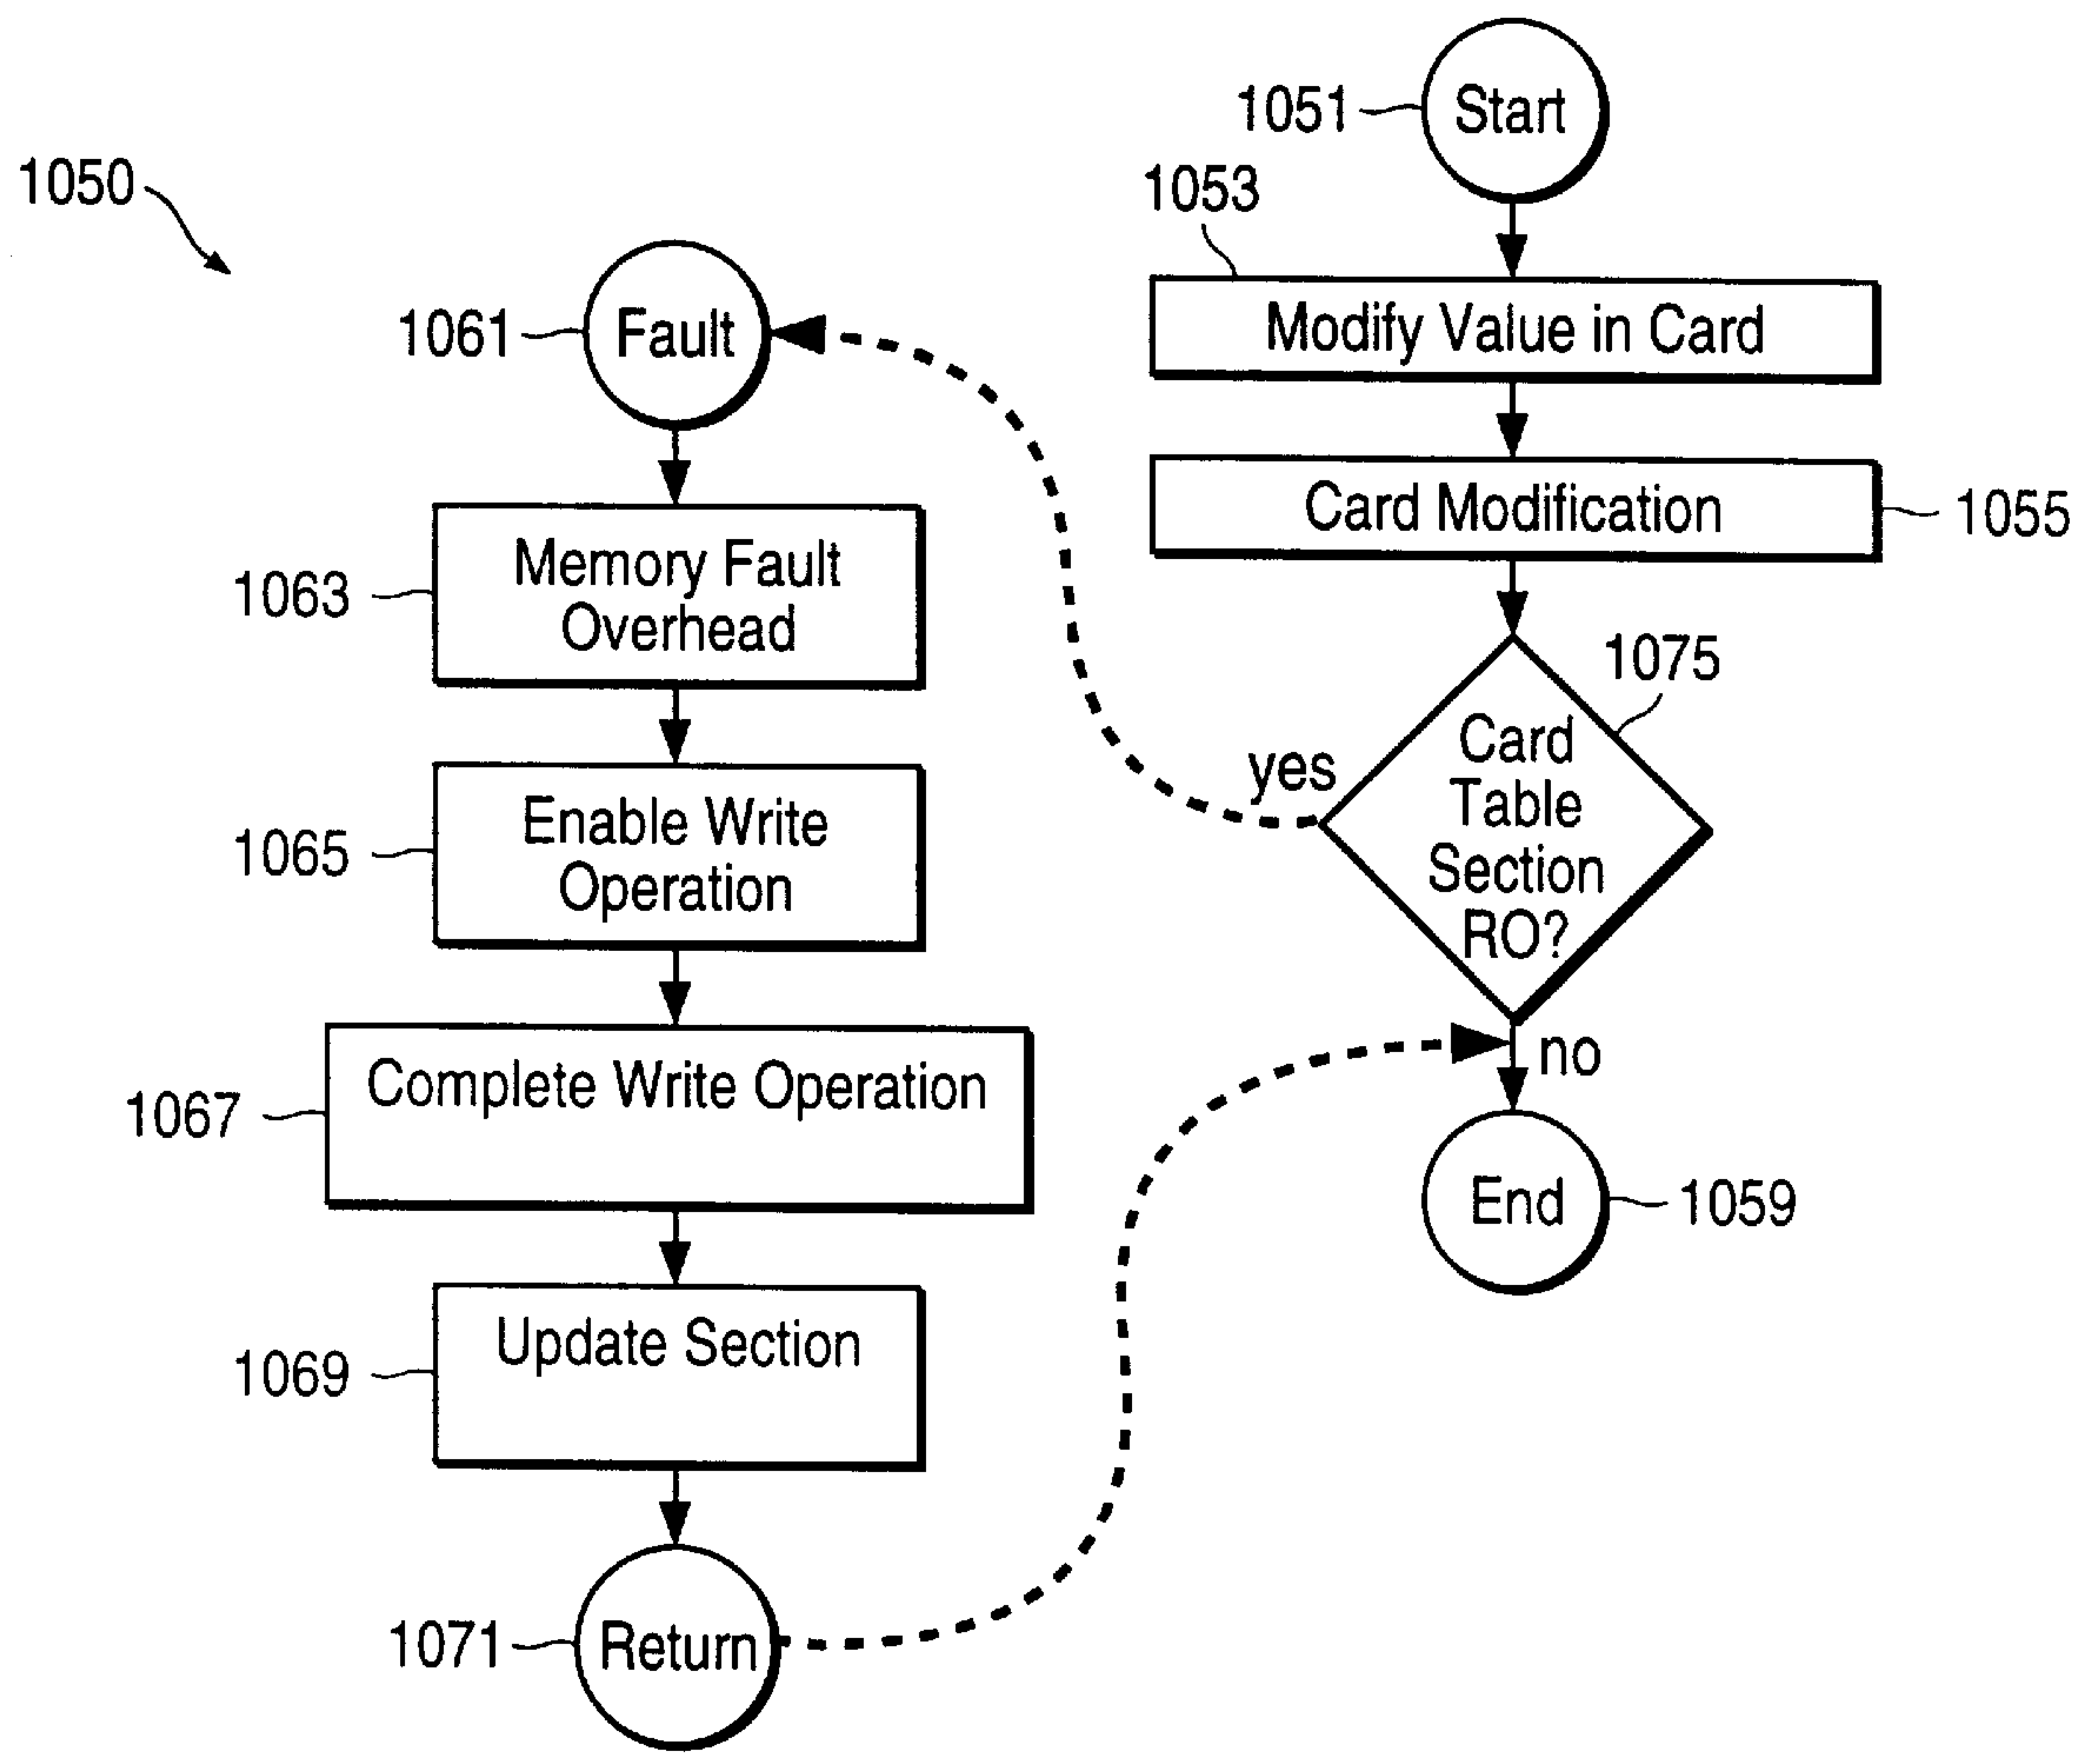 1050
1051
Start
1053
Modify Value in Card
Card Modification
1055
1075
Card
Table
Section
RO?
yes
no
End
1059
1061
Fault
1063
Memory Fault
Overhead
1065
Enable Write
Operation
1067
Complete Write Operation
1069
Update Section
1071
Return